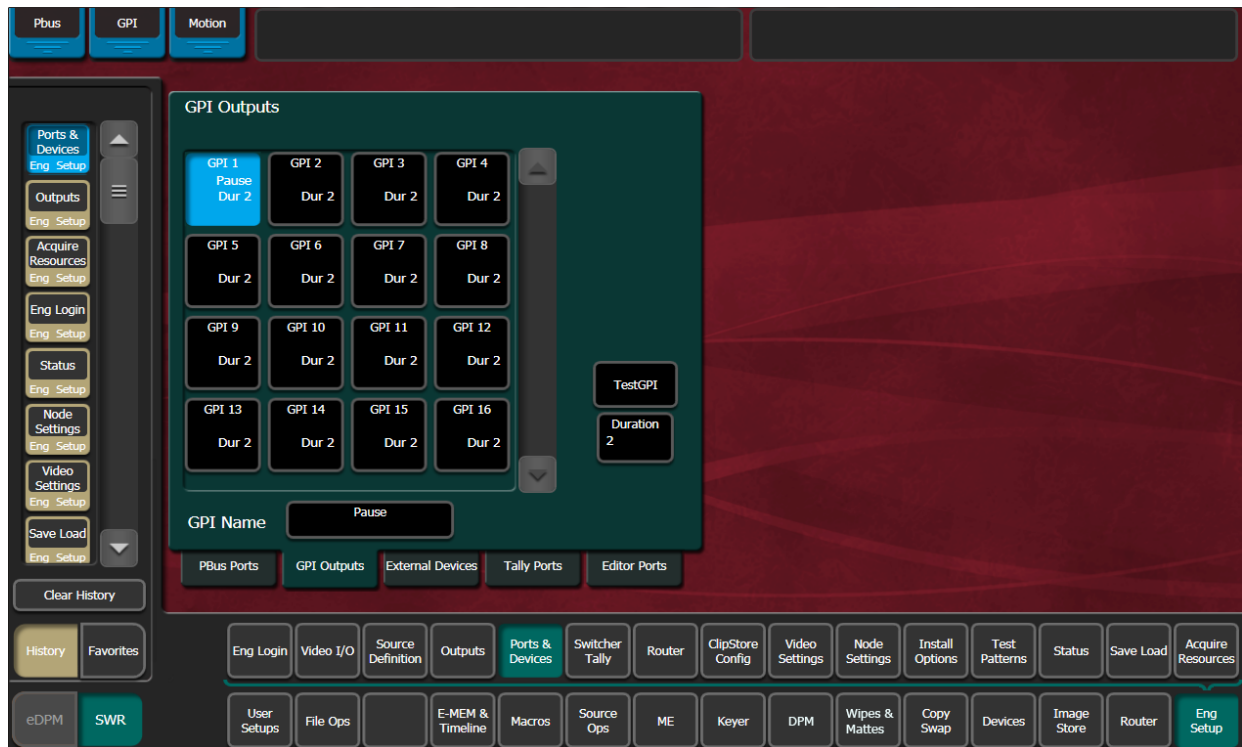 Pbus GPI Motion
GPI Outputs
Ports &
Devices
Eng Setup
Outputs
Eng Setup
Acquire
Resources
Eng Setup
Eng Login
Eng Setup
Status
Eng Setup
Node
Settings
Eng Setup
Video
Settings
Eng Setup
Save Load
Eng Setup
Clear History
History Favorites
GPI 1 GPI 2 GPI 3 GPI 4
Pause
Dur 2 Dur 2 Dur 2 Dur 2
GPI 5 GPI 6 GPI 7 GPI 8
Dur 2 Dur 2 Dur 2 Dur 2
GPI 9 GPI 10 GPI 11 GPI 12
Dur 2 Dur 2 Dur 2 Dur 2
GPI 13 GPI 14 GPI 15 GPI 16
Dur 2 Dur 2 Dur 2 Dur 2
TestGPI
Duration
2
GPI Name Pause
PBus Ports GPI Outputs External Devices Tally Ports Editor Ports
Eng Login Video I/O Source Definition Outputs Ports & Devices Switcher Tally Router ClipStore Config Video Settings Node Settings Install Options Test Patterns Status Save Load Acquire Resources
eDPM SWR User Setups File Ops E-MEM & Timeline Macros Source Ops ME Keyer DPM Wipes & Mattes Copy Swap Devices Image Store Router Eng Setup